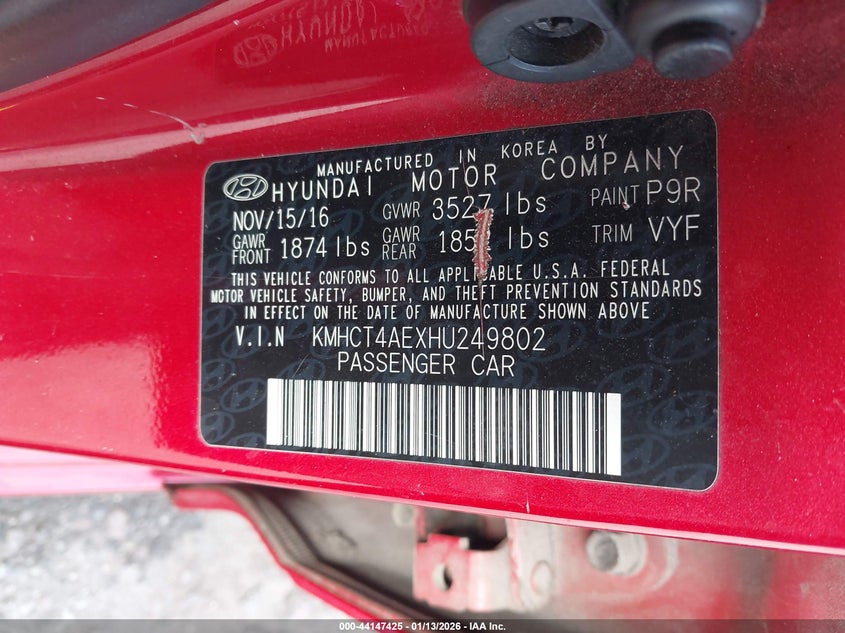 MANUFACTURED IN KOREA BY
HYUNDAI MOTOR COMPANY
NOV/15/16 GVWR 3527 lbs PAINT P9R
GAWR FRONT 1874 lbs GAWR REAR lbs TRIM VYF
THIS VEHICLE CONFORMS TO ALL APPLICABLE U.S.A. FEDERAL
MOTOR VEHICLE SAFETY, BUMPER, AND THEFT PREVENTION STANDARDS
IN EFFECT ON THE DATE OF MANUFACTURE SHOWN ABOVE
V.I.N KMHCT4AEXHU249802
PASSENGER CAR
000-44147425 - 01/13/2026 - IAA Inc.